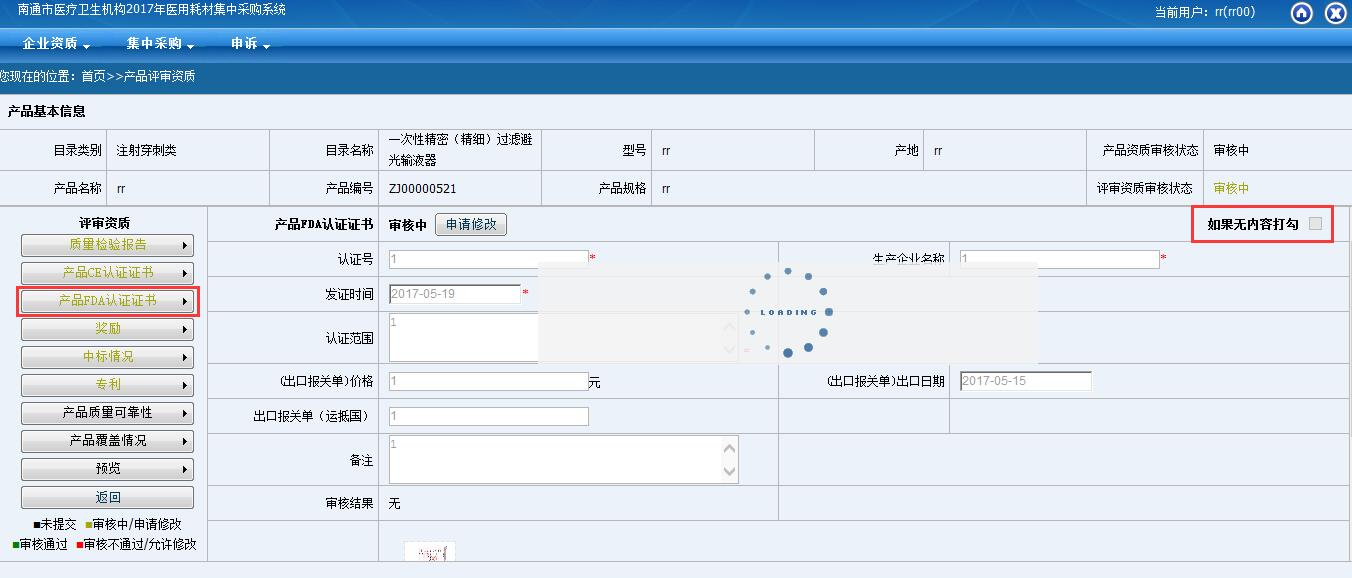 南通市医疗卫生机构2017年医用耗材集中采购系统
当前用户：rr(rr00)
企业资质 集中采购 申诉
您现在的位置：首页>>产品评审资质
产品基本信息
目录类别 注射穿刺类 目录名称 一次性精密（精细）过滤避光输液器 型号 rr 产地 rr 产品资质审核状态 审核中
产品名称 rr 产品编号 ZJ00000521 产品规格 rr 评审资质审核状态 审核中
评审资质
质量检验报告
产品CE认证证书
产品FDA认证证书
奖励
中标情况
专利
产品质量可靠性
产品覆盖情况
预览
返回
■未提交 ■审核中/申请修改
■审核通过 ■审核不通过/允许修改
产品FDA认证证书 审核中 申请修改 如果无内容打勾
认证号 1 * 生产企业名称 1 *
发证时间 2017-05-19 *
LOADING
认证范围 1 *
(出口报关单)价格 1 元 (出口报关单)出口日期 2017-05-15
出口报关单（运抵国） 1
备注 1
审核结果 无